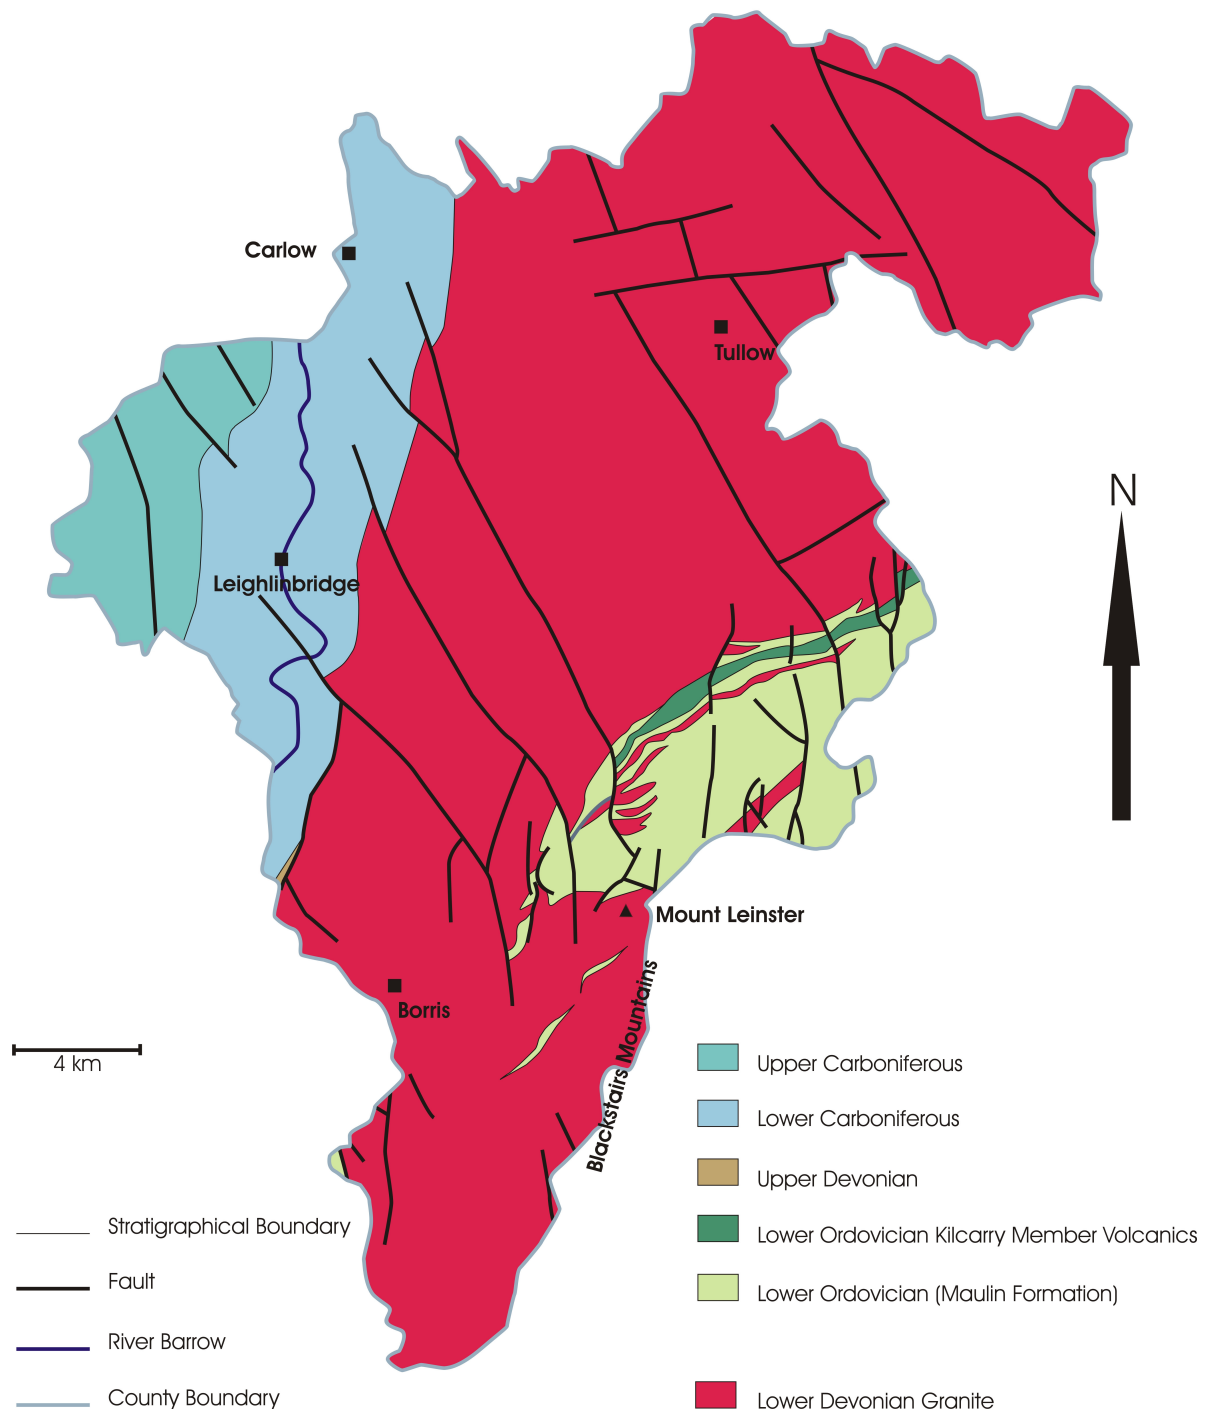 N
Carlow
Tullow
Leighlinbridge
Mount Leinster
Blackstairs Mountains
Borris
4 km
Upper Carboniferous
Lower Carboniferous
Upper Devonian
Lower Ordovician Kilcarry Member Volcanics
Lower Ordovician (Maulin Formation)
Lower Devonian Granite
Stratigraphical Boundary
Fault
River Barrow
County Boundary